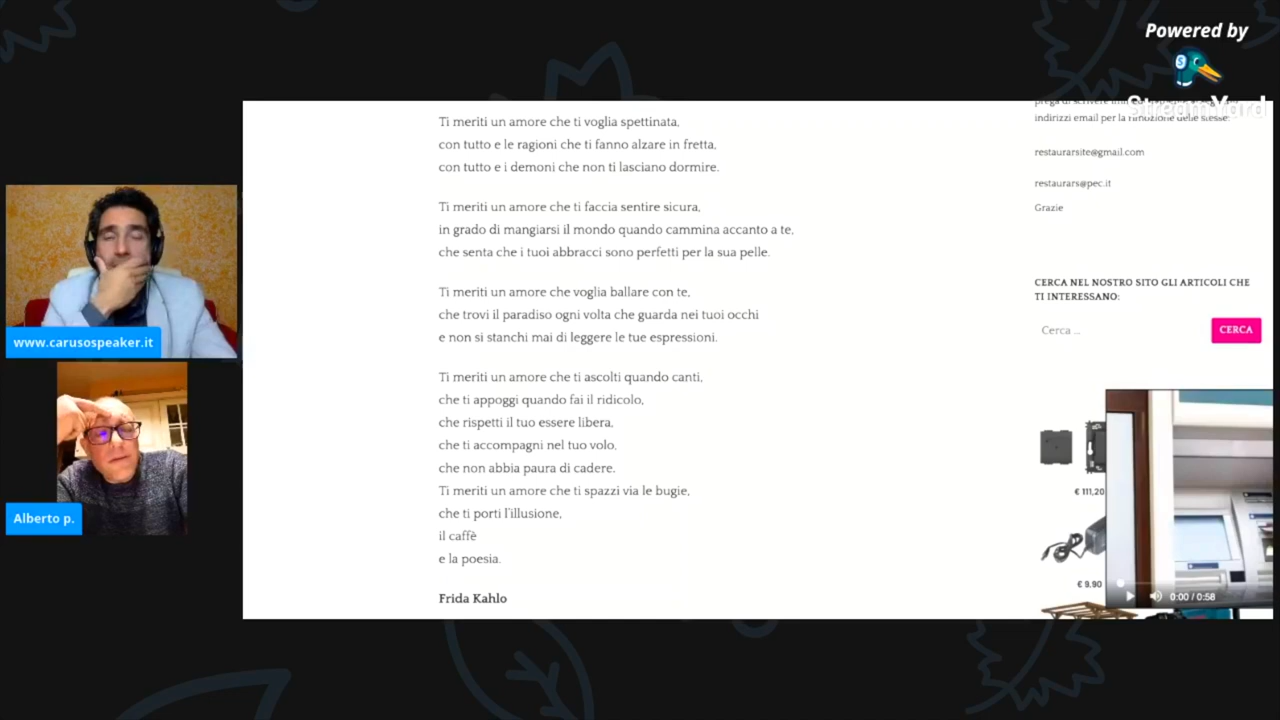 Powered by
StreamYard
Ti meriti un amore che ti voglia spettinata,
con tutto e le ragioni che ti fanno alzare in fretta,
con tutto e i demoni che non ti lasciano dormire.
Ti meriti un amore che ti faccia sentire sicura,
in grado di mangiarsi il mondo quando cammina accanto a te,
che senta che i tuoi abbracci sono perfetti per la sua pelle.
Ti meriti un amore che voglia ballare con te,
che trovi il paradiso ogni volta che guarda nei tuoi occhi
e non si stanchi mai di leggere le tue espressioni.
Ti meriti un amore che ti ascolti quando canti,
che ti appoggi quando fai il ridicolo,
che rispetti il tuo essere libera,
che ti accompagni nel tuo volo,
che non abbia paura di cadere.
Ti meriti un amore che ti spazzi via le bugie,
che ti porti l'illusione,
il caffè
e la poesia.
Frida Kahlo
www.carusospeaker.it
Alberto p.
prega di scrivere
indirizzi email per la rimozione delle stesse:
restaurarsite@gmail.com
restaurars@pec.it
Grazie
CERCA NEL NOSTRO SITO GLI ARTICOLI CHE
TI INTERESSANO:
Cerca ...
CERCA
€ 111,20
€ 9,90
0:00 / 0:58